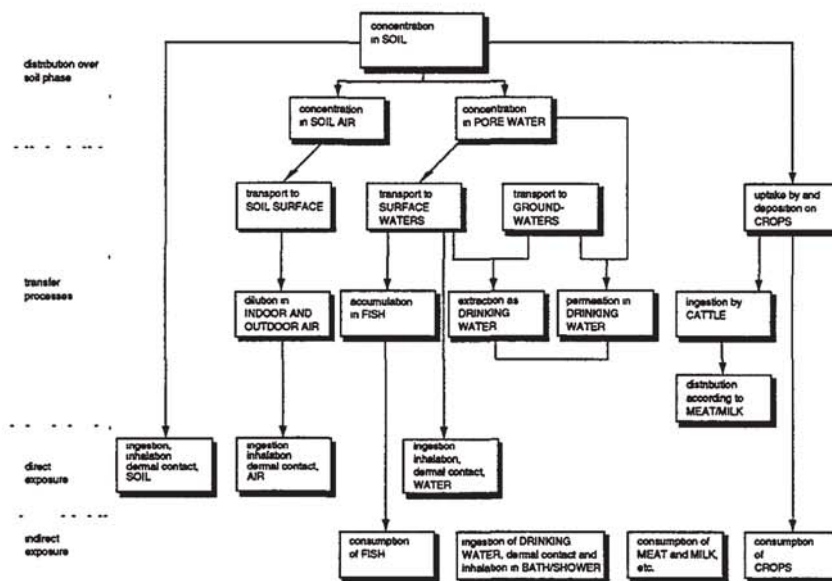 concentration
in SOIL
distribution over
soil phase
concentration
in SOIL AIR
concentration
in PORE WATER
transport to
SOIL SURFACE
transport to
SURFACE
WATERS
transport to
GROUND-
WATERS
uptake by and
deposition on
CROPS
transfer
processes
dilution in
INDOOR AND
OUTDOOR AIR
accumulation
in FISH
extraction as
DRINKING
WATER
permeation in
DRINKING
WATER
ingestion by
CATTLE
distribution
according to
MEAT/MILK
direct
exposure
ingestion,
inhalation
dermal contact,
SOIL
ingestion
inhalation
dermal contact,
AIR
ingestion
inhalation,
dermal contact,
WATER
indirect
exposure
consumption
of FISH
ingestion of DRINKING
WATER, dermal contact and
inhalation in BATH/SHOWER
consumption of
MEAT and MILK,
etc.
consumption
of
CROPS